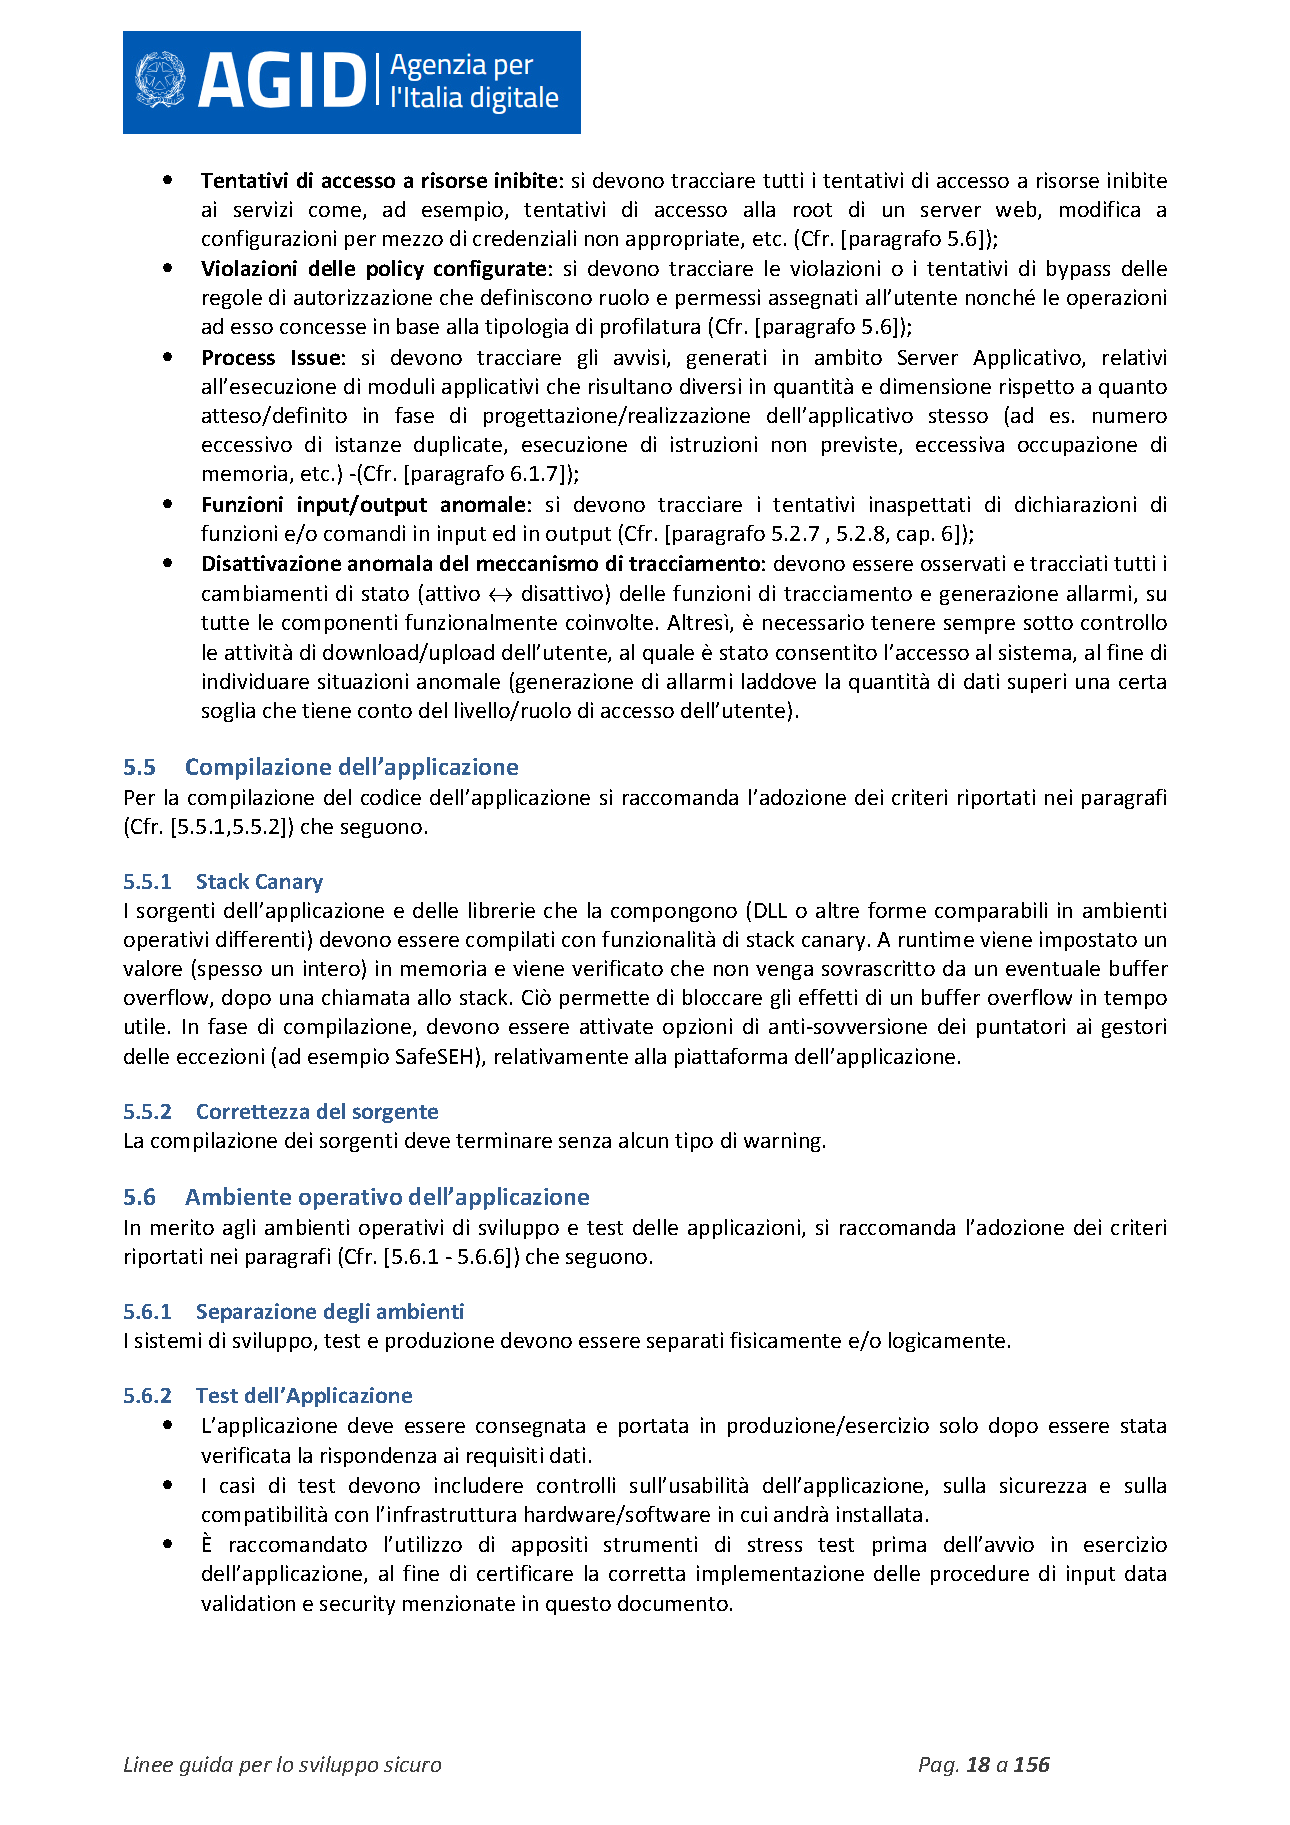 AGID Agenzia per
l'Italia digitale
• Tentativi di accesso a risorse inibite: si devono tracciare tutti i tentativi di accesso a risorse inibite
ai servizi come, ad esempio, tentativi di accesso alla root di un server web, modifica a
configurazioni per mezzo di credenziali non appropriate, etc. (Cfr. [paragrafo 5.6]);
• Violazioni delle policy configurate: si devono tracciare le violazioni o i tentativi di bypass delle
regole di autorizzazione che definiscono ruolo e permessi assegnati all’utente nonché le operazioni
ad esso concesse in base alla tipologia di profilatura (Cfr. [paragrafo 5.6]);
• Process Issue: si devono tracciare gli avvisi, generati in ambito Server Applicativo, relativi
all’esecuzione di moduli applicativi che risultano diversi in quantità e dimensione rispetto a quanto
atteso/definito in fase di progettazione/realizzazione dell’applicativo stesso (ad es. numero
eccessivo di istanze duplicate, esecuzione di istruzioni non previste, eccessiva occupazione di
memoria, etc.) -(Cfr. [paragrafo 6.1.7]);
• Funzioni input/output anomale: si devono tracciare i tentativi inaspettati di dichiarazioni di
funzioni e/o comandi in input ed in output (Cfr. [paragrafo 5.2.7 , 5.2.8, cap. 6]);
• Disattivazione anomala del meccanismo di tracciamento: devono essere osservati e tracciati tutti i
cambiamenti di stato (attivo ↔ disattivo) delle funzioni di tracciamento e generazione allarmi, su
tutte le componenti funzionalmente coinvolte. Altresì, è necessario tenere sempre sotto controllo
le attività di download/upload dell’utente, al quale è stato consentito l’accesso al sistema, al fine di
individuare situazioni anomale (generazione di allarmi laddove la quantità di dati superi una certa
soglia che tiene conto del livello/ruolo di accesso dell’utente).
5.5 Compilazione dell’applicazione
Per la compilazione del codice dell’applicazione si raccomanda l’adozione dei criteri riportati nei paragrafi
(Cfr. [5.5.1,5.5.2]) che seguono.
5.5.1 Stack Canary
I sorgenti dell’applicazione e delle librerie che la compongono (DLL o altre forme comparabili in ambienti
operativi differenti) devono essere compilati con funzionalità di stack canary. A runtime viene impostato un
valore (spesso un intero) in memoria e viene verificato che non venga sovrascritto da un eventuale buffer
overflow, dopo una chiamata allo stack. Ciò permette di bloccare gli effetti di un buffer overflow in tempo
utile. In fase di compilazione, devono essere attivate opzioni di anti-sovversione dei puntatori ai gestori
delle eccezioni (ad esempio SafeSEH), relativamente alla piattaforma dell’applicazione.
5.5.2 Correttezza del sorgente
La compilazione dei sorgenti deve terminare senza alcun tipo di warning.
5.6 Ambiente operativo dell’applicazione
In merito agli ambienti operativi di sviluppo e test delle applicazioni, si raccomanda l’adozione dei criteri
riportati nei paragrafi (Cfr. [5.6.1 - 5.6.6]) che seguono.
5.6.1 Separazione degli ambienti
I sistemi di sviluppo, test e produzione devono essere separati fisicamente e/o logicamente.
5.6.2 Test dell’Applicazione
• L’applicazione deve essere consegnata e portata in produzione/esercizio solo dopo essere stata
verificata la rispondenza ai requisiti dati.
• I casi di test devono includere controlli sull’usabilità dell’applicazione, sulla sicurezza e sulla
compatibilità con l’infrastruttura hardware/software in cui andrà installata.
• È raccomandato l’utilizzo di appositi strumenti di stress test prima dell’avvio in esercizio
dell’applicazione, al fine di certificare la corretta implementazione delle procedure di input data
validation e security menzionate in questo documento.
Linee guida per lo sviluppo sicuro Pag. 18 a 156